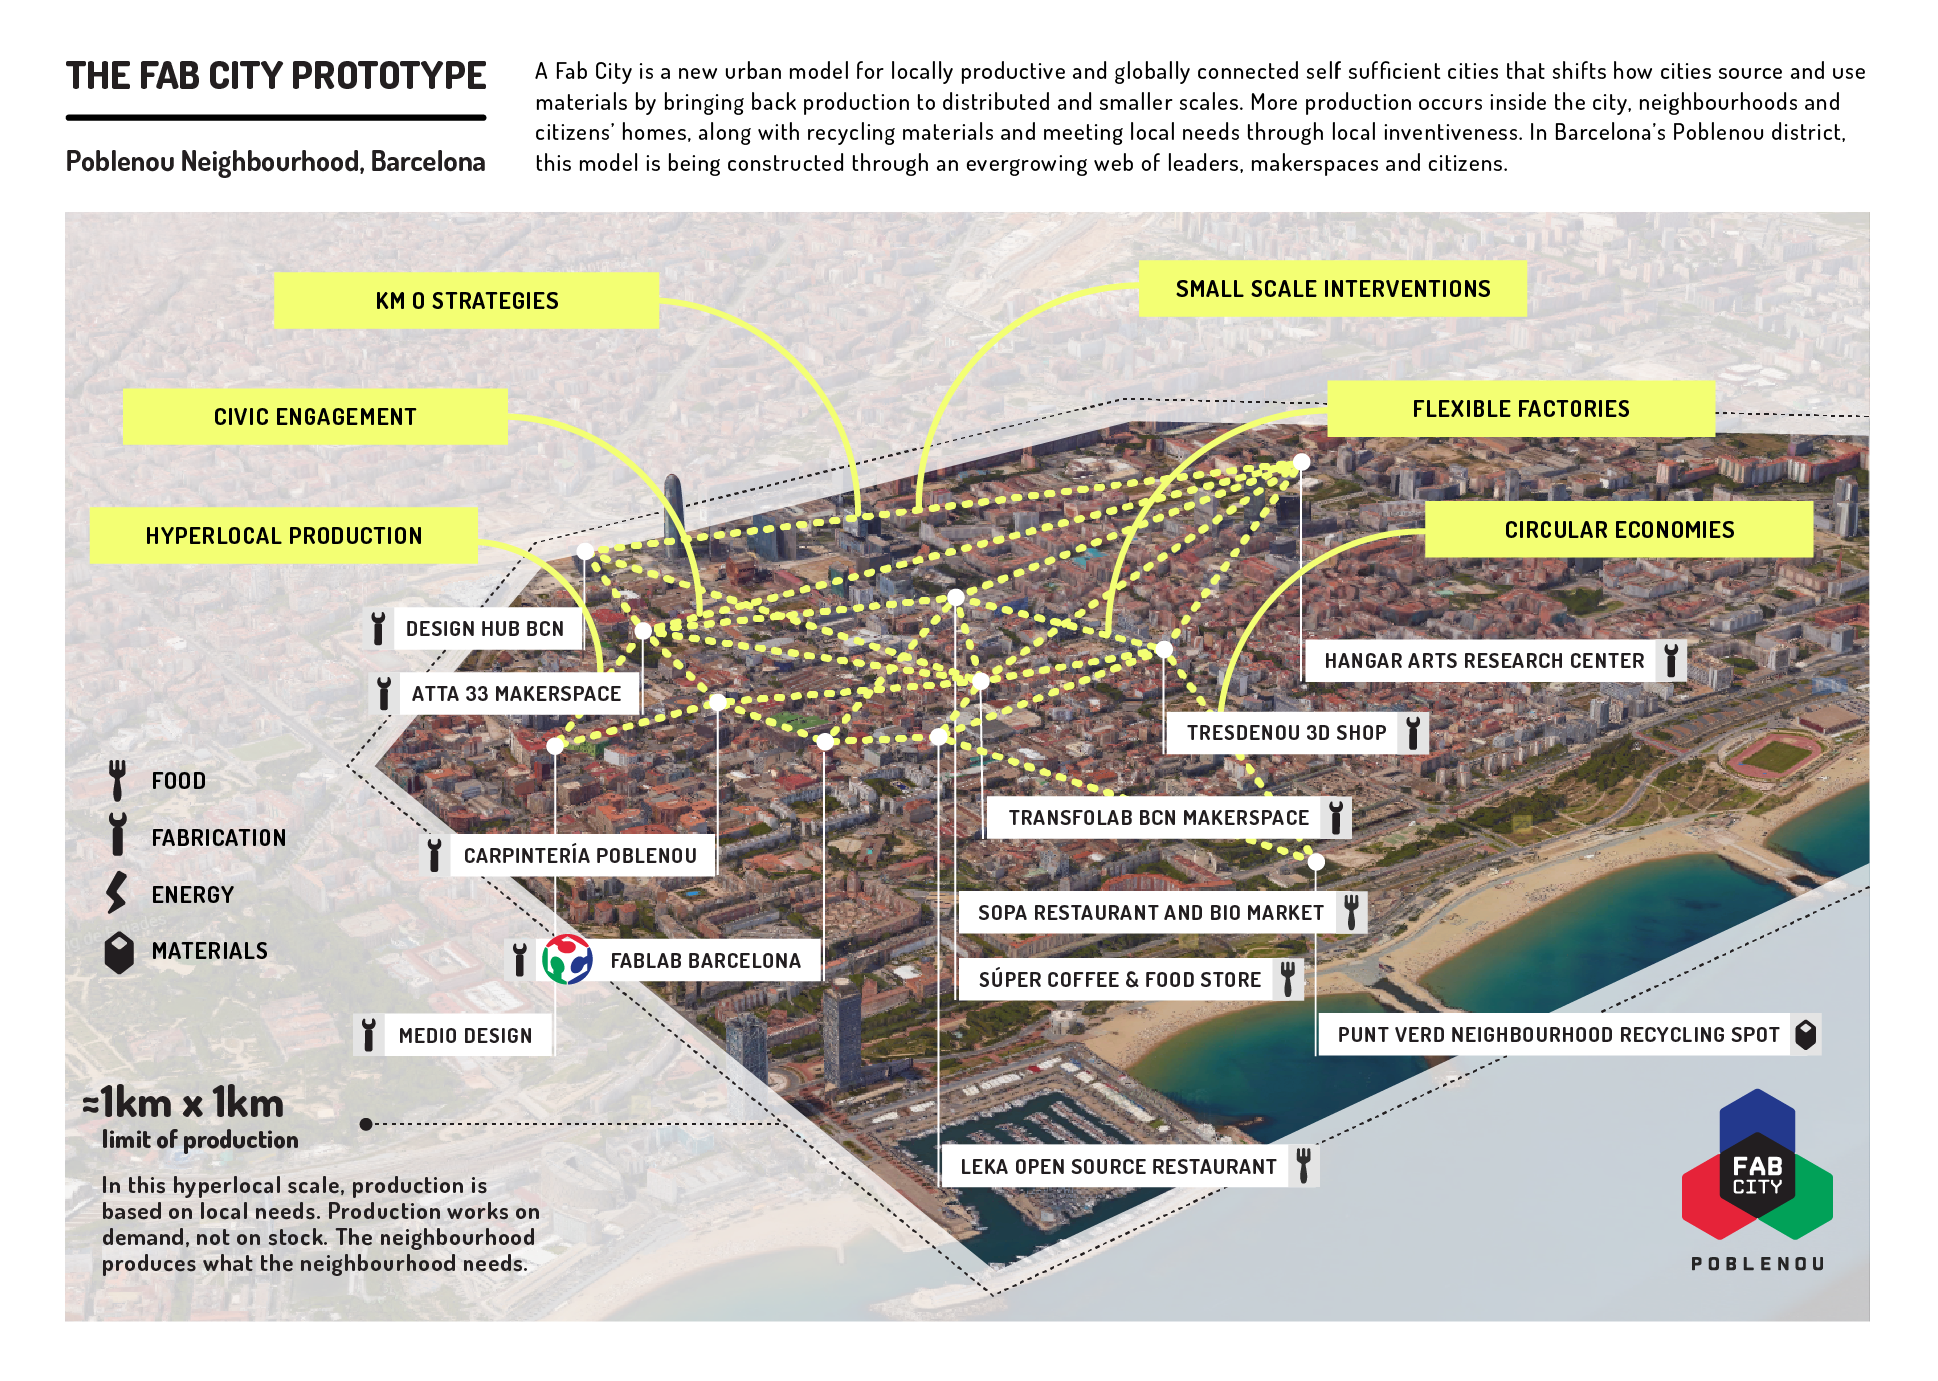 THE FAB CITY PROTOTYPE
Poblenou Neighbourhood, Barcelona
A Fab City is a new urban model for locally productive and globally connected self sufficient cities that shifts how cities source and use
materials by bringing back production to distributed and smaller scales. More production occurs inside the city, neighbourhoods and
citizens' homes, along with recycling materials and meeting local needs through local inventiveness. In Barcelona's Poblenou district,
this model is being constructed through an evergrowing web of leaders, makerspaces and citizens.
KM 0 STRATEGIES
SMALL SCALE INTERVENTIONS
CIVIC ENGAGEMENT
FLEXIBLE FACTORIES
HYPERLOCAL PRODUCTION
CIRCULAR ECONOMIES
DESIGN HUB BCN
HANGAR ARTS RESEARCH CENTER
ATTA 33 MAKERSPACE
TRESDENOU 3D SHOP
FOOD
FABRICATION
ENERGY
MATERIALS
TRANSFOLAB BCN MAKERSPACE
CARPINTERÍA POBLENOU
SOPA RESTAURANT AND BIO MARKET
FABLAB BARCELONA
SÚPER COFFEE & FOOD STORE
MEDIO DESIGN
PUNT VERD NEIGHBOURHOOD RECYCLING SPOT
≈1km x 1km
limit of production
In this hyperlocal scale, production is
based on local needs. Production works on
demand, not on stock. The neighbourhood
produces what the neighbourhood needs.
LEKA OPEN SOURCE RESTAURANT
FAB
CITY
POBLENOU